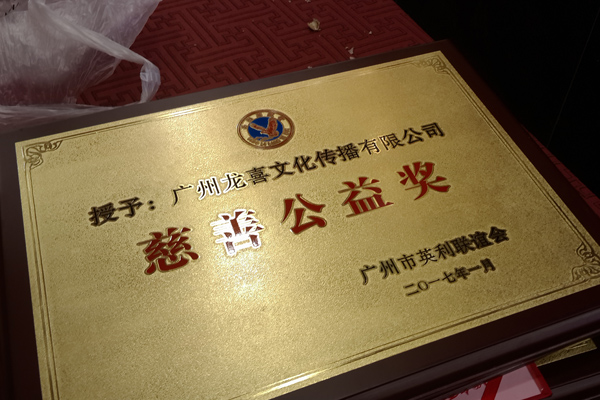 授予：广州龙喜文化传播有限公司
慈善公益奖
广州市英利联谊会
二〇一七年一月